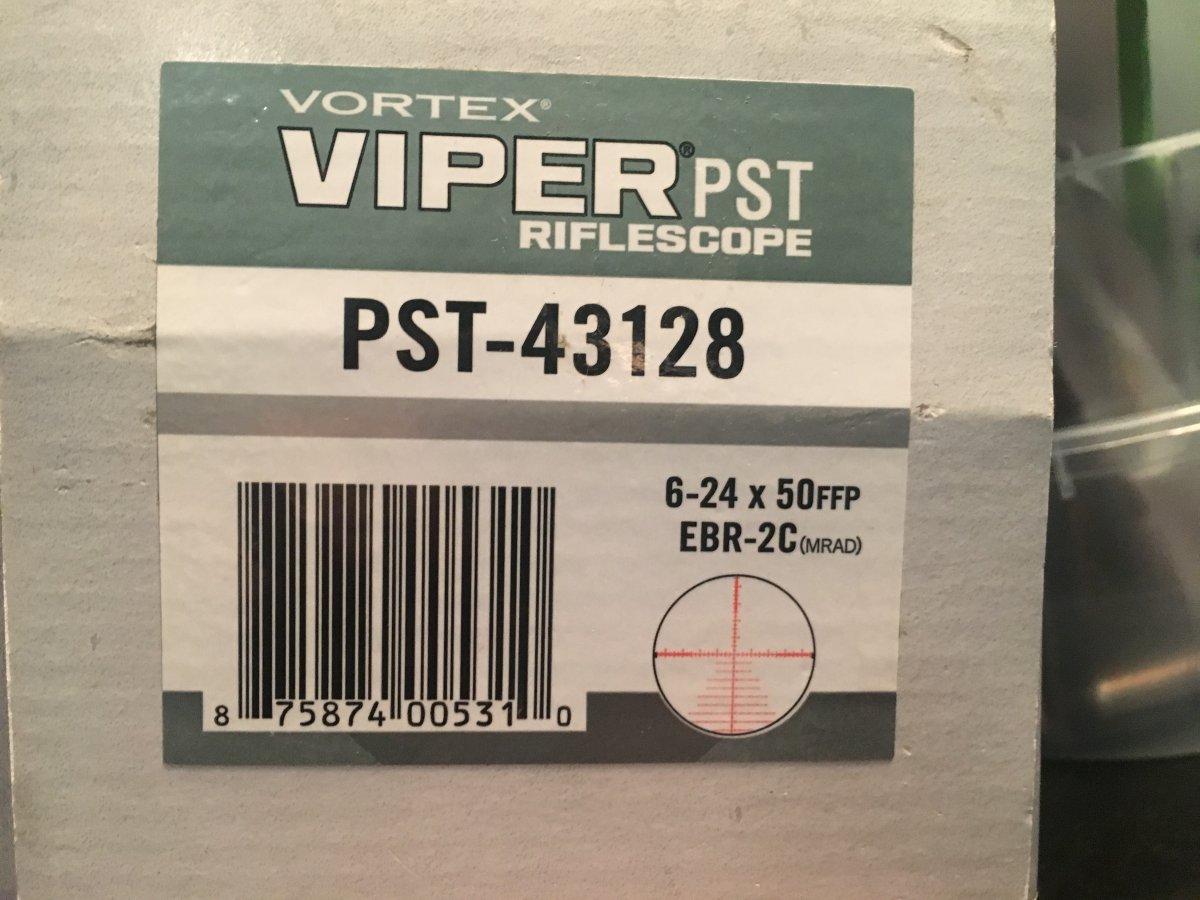 VORTEX®
VIPER® PST
RIFLESCOPE
PST-43128
6-24 x 50FFP
EBR-2C(MRAD)
8 75874 00531 0